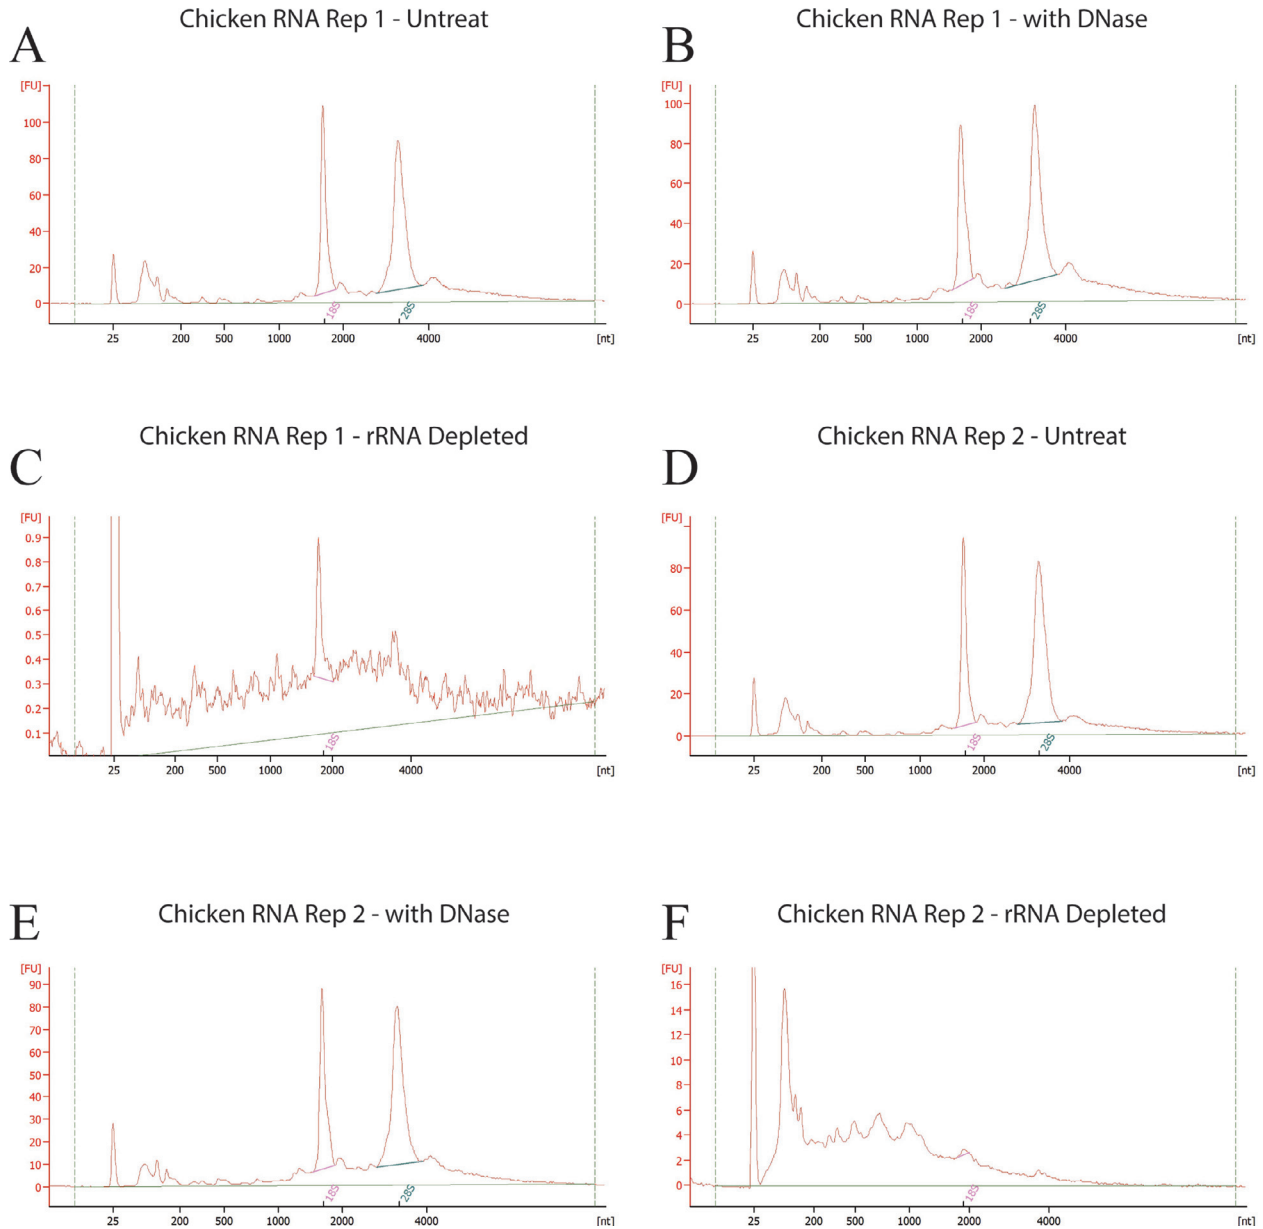 Chicken RNA Rep 1 - Untreat
A
[FU]
100
80
60
40
20
0
18S
28S
25 200 500 1000 2000 4000 [nt]
Chicken RNA Rep 1 - with DNase
B
[FU]
100
80
60
40
20
0
18S
28S
25 200 500 1000 2000 4000 [nt]
Chicken RNA Rep 1 - rRNA Depleted
C
[FU]
0.9
0.8
0.7
0.6
0.5
0.4
0.3
0.2
0.1
18S
25 200 500 1000 2000 4000 [nt]
Chicken RNA Rep 2 - Untreat
D
[FU]
80
60
40
20
0
18S
28S
25 200 500 1000 2000 4000 [nt]
Chicken RNA Rep 2 - with DNase
E
[FU]
90
80
70
60
50
40
30
20
10
0
18S
28S
25 200 500 1000 2000 4000 [nt]
Chicken RNA Rep 2 - rRNA Depleted
F
[FU]
16
14
12
10
8
6
4
2
0
18S
25 200 500 1000 2000 4000 [nt]